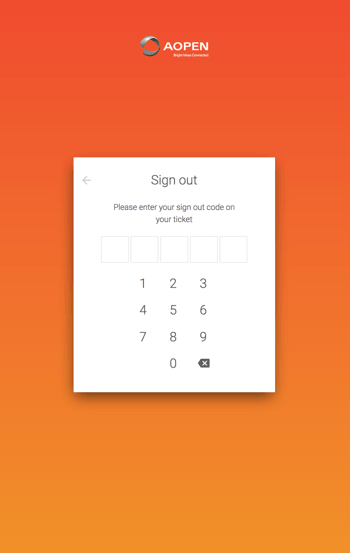 AOPEN
Bright Ideas Connected
Sign out
Please enter your sign out code on
your ticket
1 2 3
4 5 6
7 8 9
0